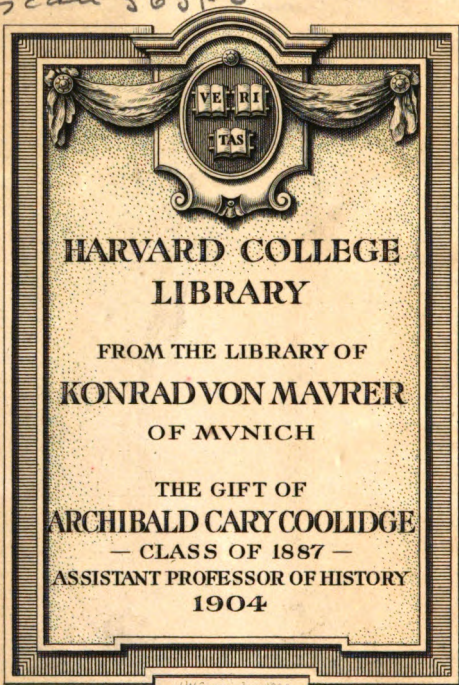 VE RI
TAS
HARVARD COLLEGE
LIBRARY
FROM THE LIBRARY OF
KONRAD VON MAVRER
OF MVNICH
THE GIFT OF
ARCHIBALD CARY COOLIDGE
— CLASS OF 1887 —
ASSISTANT PROFESSOR OF HISTORY
1904